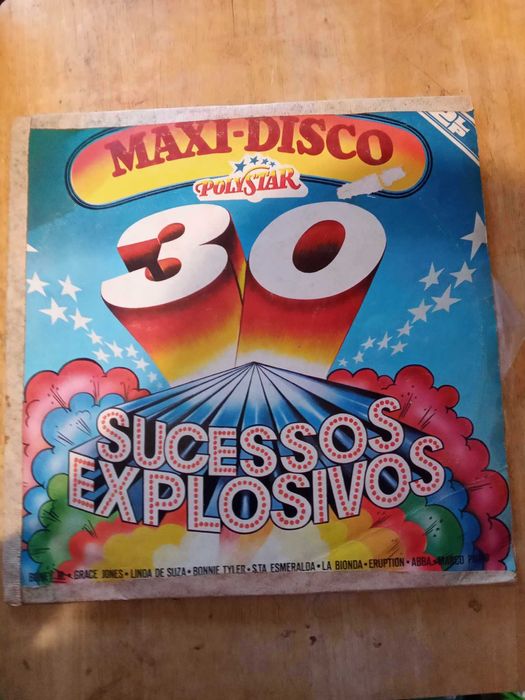 MAXI-DISCO
POLYSTAR
30
SUCESSOS
EXPLOSIVOS
BONEY M • GRACE JONES • LINDA DE SUZA • BONNIE TYLER • STA ESMERALDA • LA BIONDA • ERUPTION • ABBA • MARCO